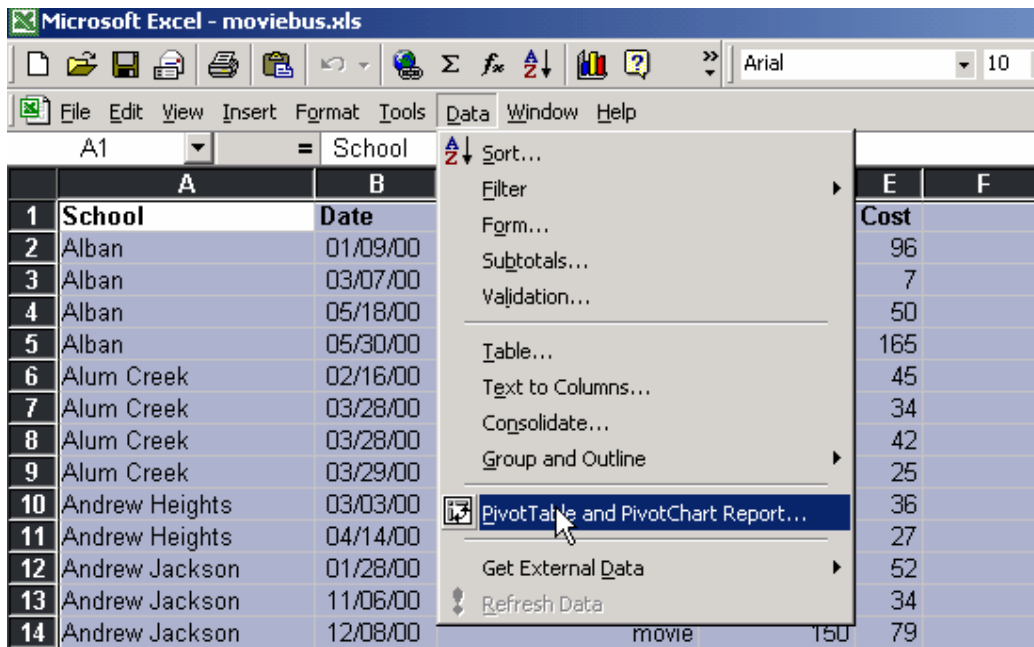 Microsoft Excel - moviebus.xls
Σ fx A Z » Arial 10
File Edit View Insert Format Tools Data Window Help
A1 = School
A B E F
1 School Date Cost
2 Alban 01/09/00 96
3 Alban 03/07/00 7
4 Alban 05/18/00 50
5 Alban 05/30/00 165
6 Alum Creek 02/16/00 45
7 Alum Creek 03/28/00 34
8 Alum Creek 03/28/00 42
9 Alum Creek 03/29/00 25
10 Andrew Heights 03/03/00 36
11 Andrew Heights 04/14/00 27
12 Andrew Jackson 01/28/00 52
13 Andrew Jackson 11/06/00 34
14 Andrew Jackson 12/08/00 movie 150 79
Sort...
Filter
Form...
Subtotals...
Validation...
Table...
Text to Columns...
Consolidate...
Group and Outline
PivotTable and PivotChart Report...
Get External Data
Refresh Data